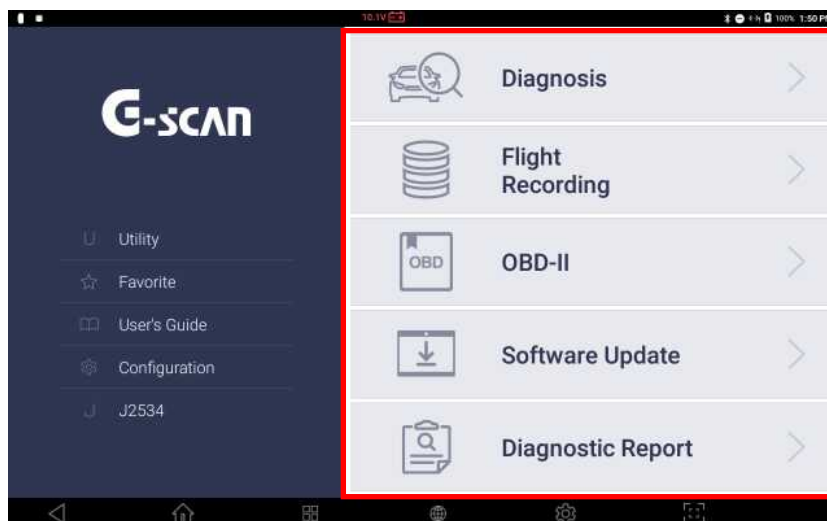 10.1V
100% 1:50 PM
G-scan
Utility
Favorite
User's Guide
Configuration
J2534
Diagnosis
Flight
Recording
OBD
OBD-II
Software Update
Diagnostic Report